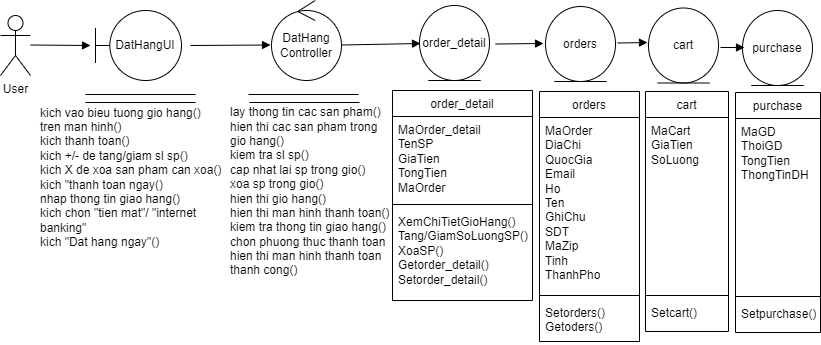 User
DatHangUI
DatHang
Controller
order_detail
orders
cart
purchase
kich vao bieu tuong gio hang()
tren man hinh()
kich thanh toan()
kich +/- de tang/giam sl sp()
kich X de xoa san pham can xoa()
kich "thanh toan ngay()
nhap thong tin giao hang()
kich chon "tien mat"/ "internet
banking"
kich "Dat hang ngay"()
lay thong tin cac san pham()
hien thi cac san pham trong
gio hang()
kiem tra sl sp()
cap nhat lai sp trong gio()
xoa sp trong gio()
hien thi gio hang()
hien thi man hinh thanh toan()
kiem tra thong tin giao hang()
chon phuong thuc thanh toan
hien thi man hinh thanh toan
thanh cong()
order_detail
MaOrder_detail
TenSP
GiaTien
TongTien
MaOrder
XemChiTietGioHang()
Tang/GiamSoLuongSP()
XoaSP()
Getorder_detail()
Setorder_detail()
orders
MaOrder
DiaChi
QuocGia
Email
Ho
Ten
GhiChu
SDT
MaZip
Tinh
ThanhPho
Setorders()
Getoders()
cart
MaCart
GiaTien
SoLuong
Setcart()
purchase
MaGD
ThoiGD
TongTien
ThongTinDH
Setpurchase()